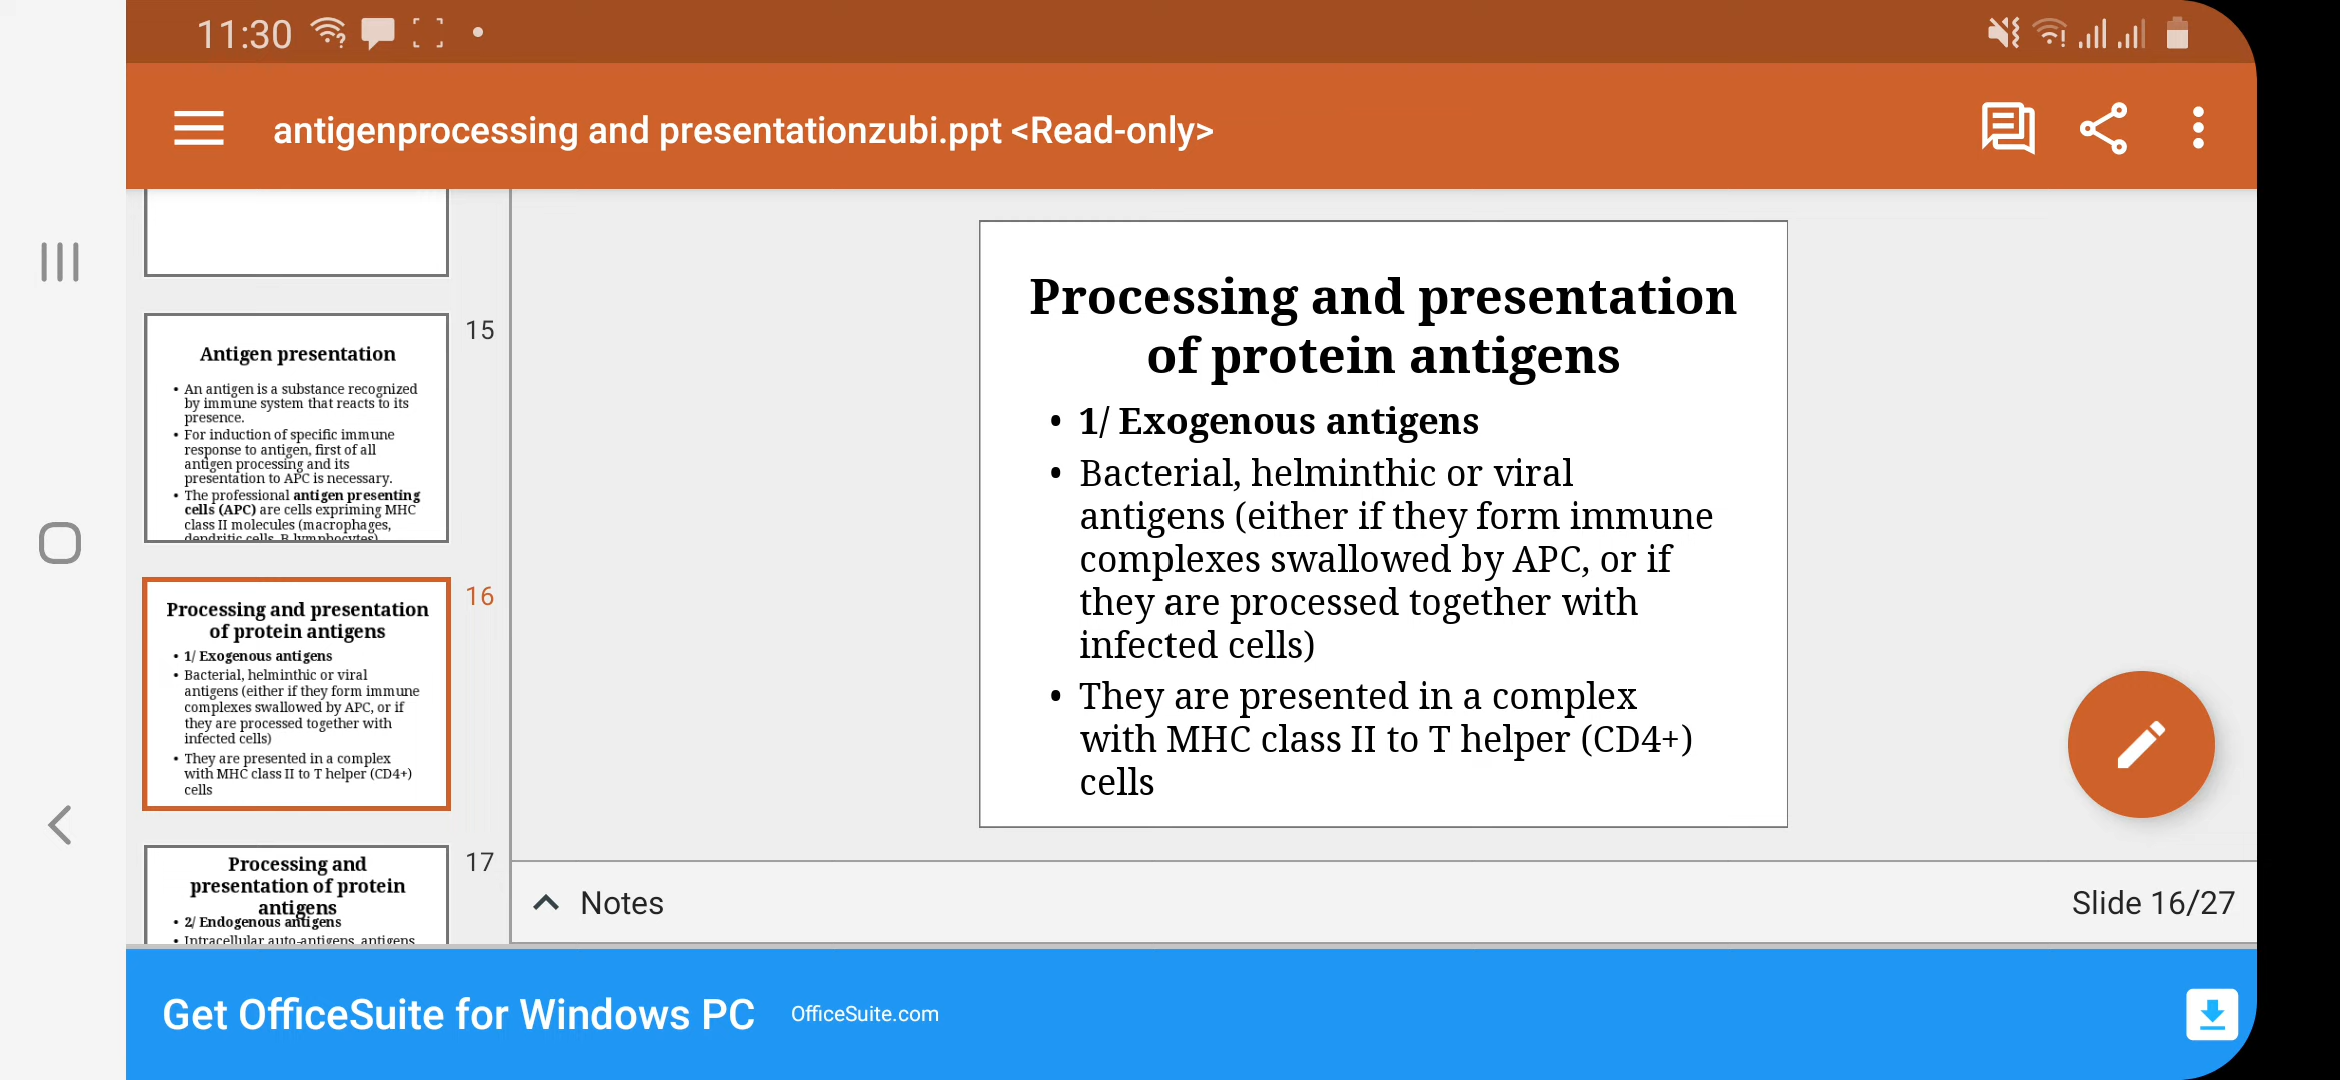 11:30
antigenprocessing and presentationzubi.ppt <Read-only>
15
Antigen presentation
• An antigen is a substance recognized
by immune system that reacts to its
presence.
• For induction of specific immune
response to antigen, first of all
antigen processing and its
presentation to APC is necessary.
• The professional antigen presenting
cells (APC) are cells expriming MHC
class II molecules (macrophages,
dendritic cells, B lymphocytes)
16
Processing and presentation
of protein antigens
• 1/ Exogenous antigens
• Bacterial, helminthic or viral
antigens (either if they form immune
complexes swallowed by APC, or if
they are processed together with
infected cells)
• They are presented in a complex
with MHC class II to T helper (CD4+)
cells
17
Processing and
presentation of protein
antigens
• 2/ Endogenous antigens
• Intracellular auto-antigens, antigens
Processing and presentation
of protein antigens
• 1/ Exogenous antigens
• Bacterial, helminthic or viral
antigens (either if they form immune
complexes swallowed by APC, or if
they are processed together with
infected cells)
• They are presented in a complex
with MHC class II to T helper (CD4+)
cells
Notes
Slide 16/27
Get OfficeSuite for Windows PC OfficeSuite.com